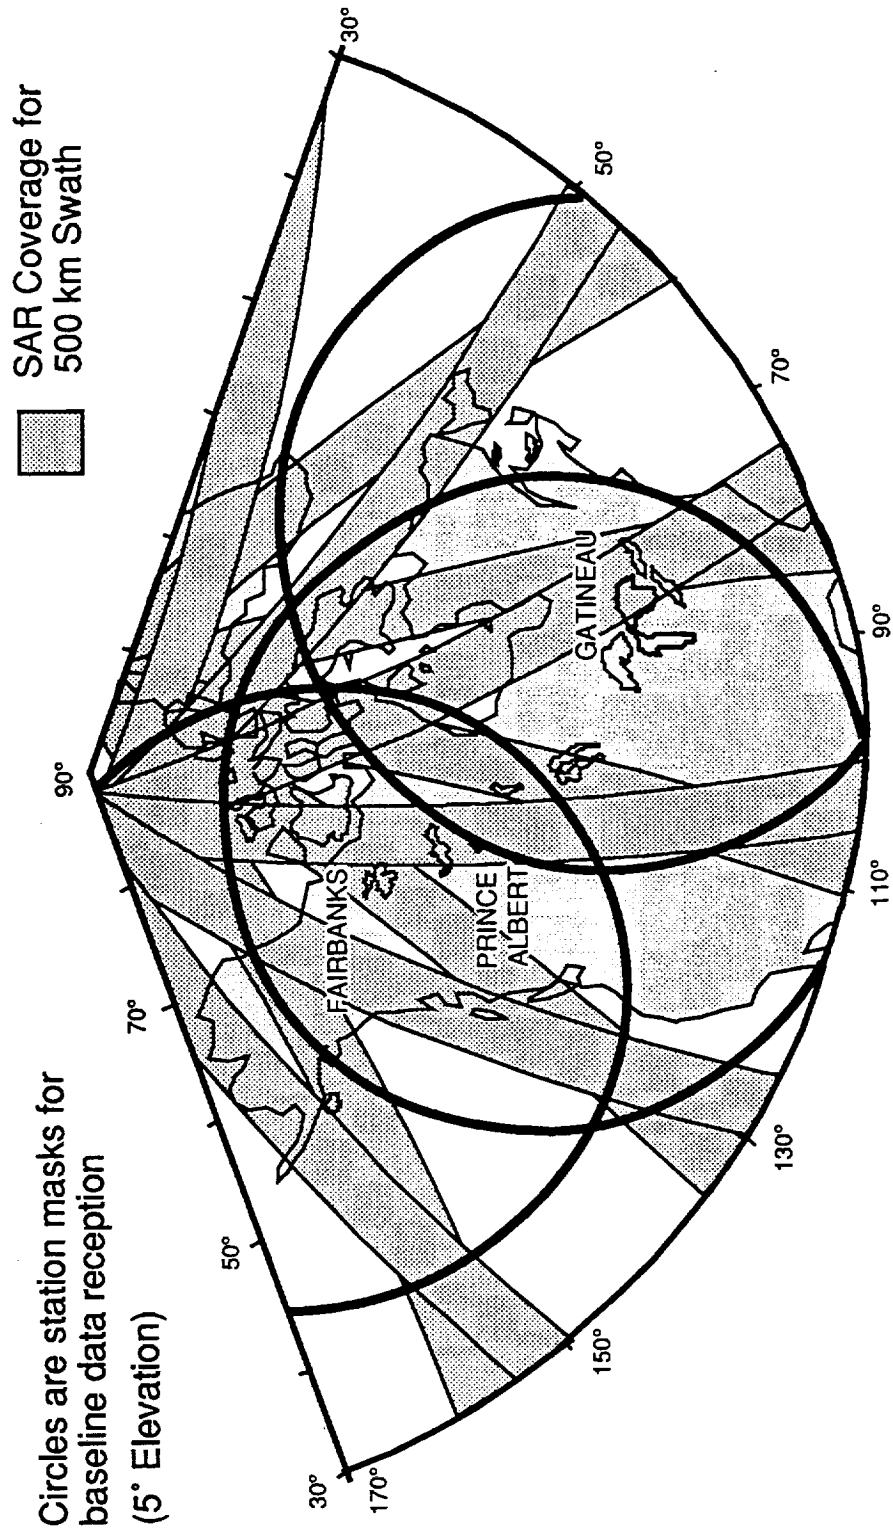 Circles are station masks for
baseline data reception
(5° Elevation)
SAR Coverage for
500 km Swath
90°
70°
50°
30°
170°
150°
130°
110°
90°
70°
50°
30°
FAIRBANKS
PRINCE
ALBERT
GATINEAU